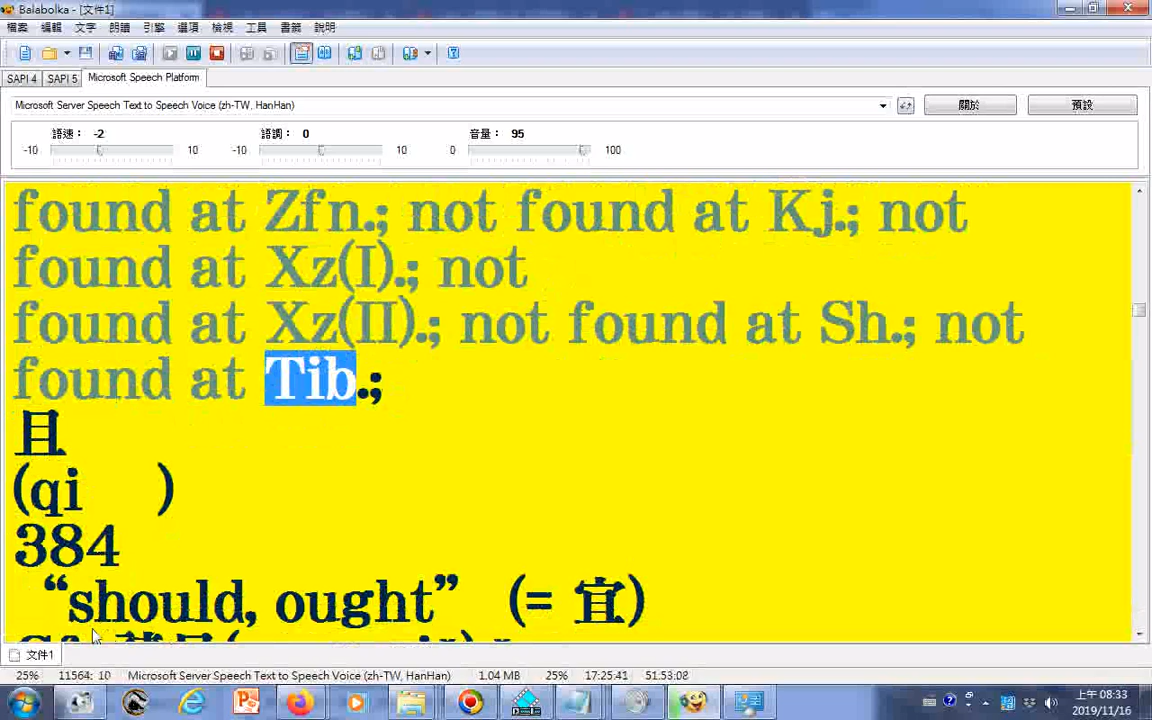 Balabolka - [文件1]
檔案 編輯 文字 朗讀 引擎 選項 檢視 工具 書籤 說明
SAPI 4 SAPI 5 Microsoft Speech Platform
Microsoft Server Speech Text to Speech Voice (zh-TW, HanHan) 關於 預設
語速： -2 語調： 0 音量： 95
-10 10 -10 10 0 100
found at Zfn.; not found at Kj.; not
found at Xz(I).; not
found at Xz(II).; not found at Sh.; not
found at Tib.;
且
(qi )
384
“should, ought” (= 宜)
文件1
25% 11564: 10 Microsoft Server Speech Text to Speech Voice (zh-TW, HanHan) 1.04 MB 25% 17:25:41 51:53:08
上午 08:33
2019/11/16